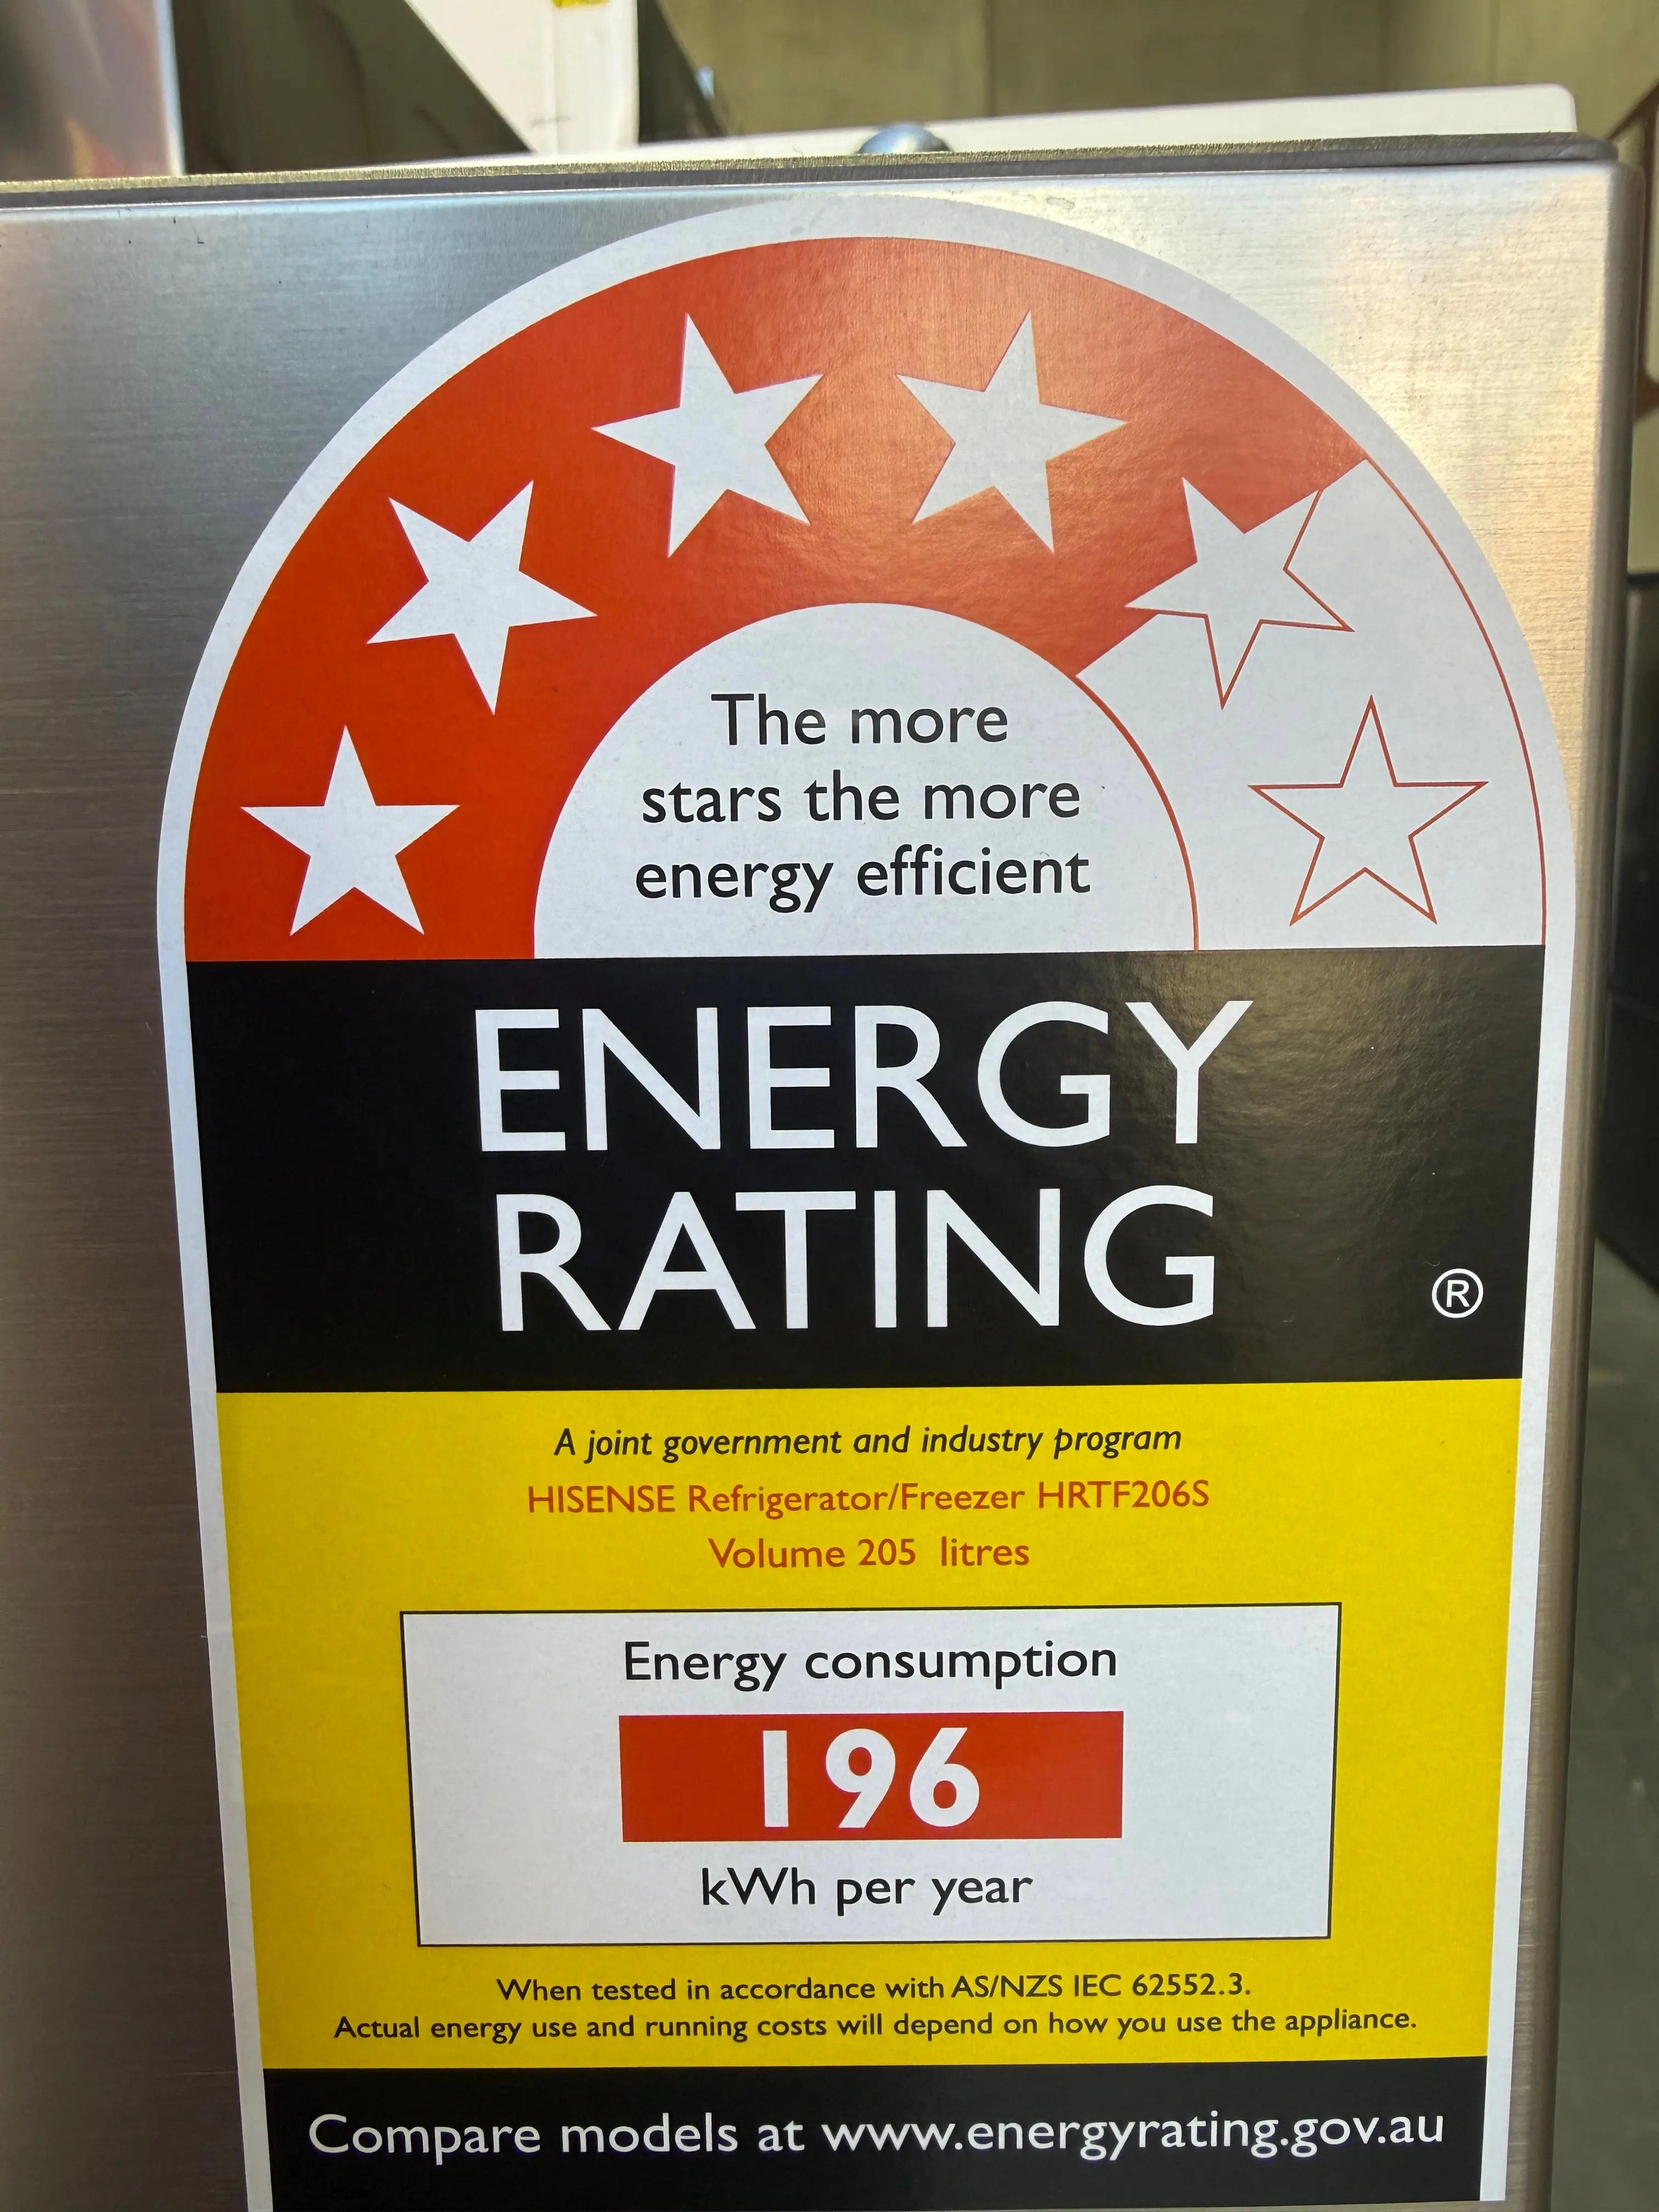 The more
stars the more
energy efficient
ENERGY
RATING
®
A joint government and industry program
HISENSE Refrigerator/Freezer HRTF206S
Volume 205 litres
Energy consumption
196
kWh per year
When tested in accordance with AS/NZS IEC 62552.3.
Actual energy use and running costs will depend on how you use the appliance.
Compare models at www.energyrating.gov.au